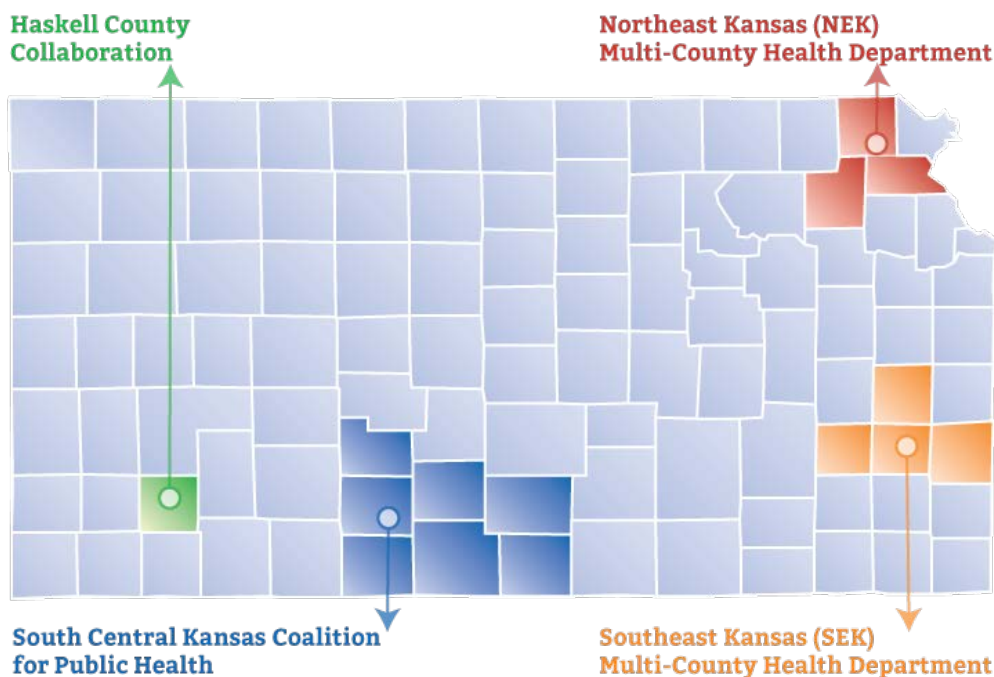 Haskell County
Collaboration
Northeast Kansas (NEK)
Multi-County Health Department
South Central Kansas Coalition
for Public Health
Southeast Kansas (SEK)
Multi-County Health Department